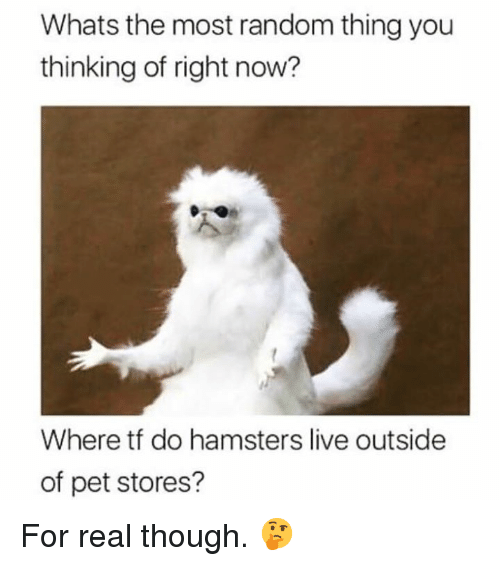 Whats the most random thing you
thinking of right now?
Where tf do hamsters live outside
of pet stores?
For real though. 🤔